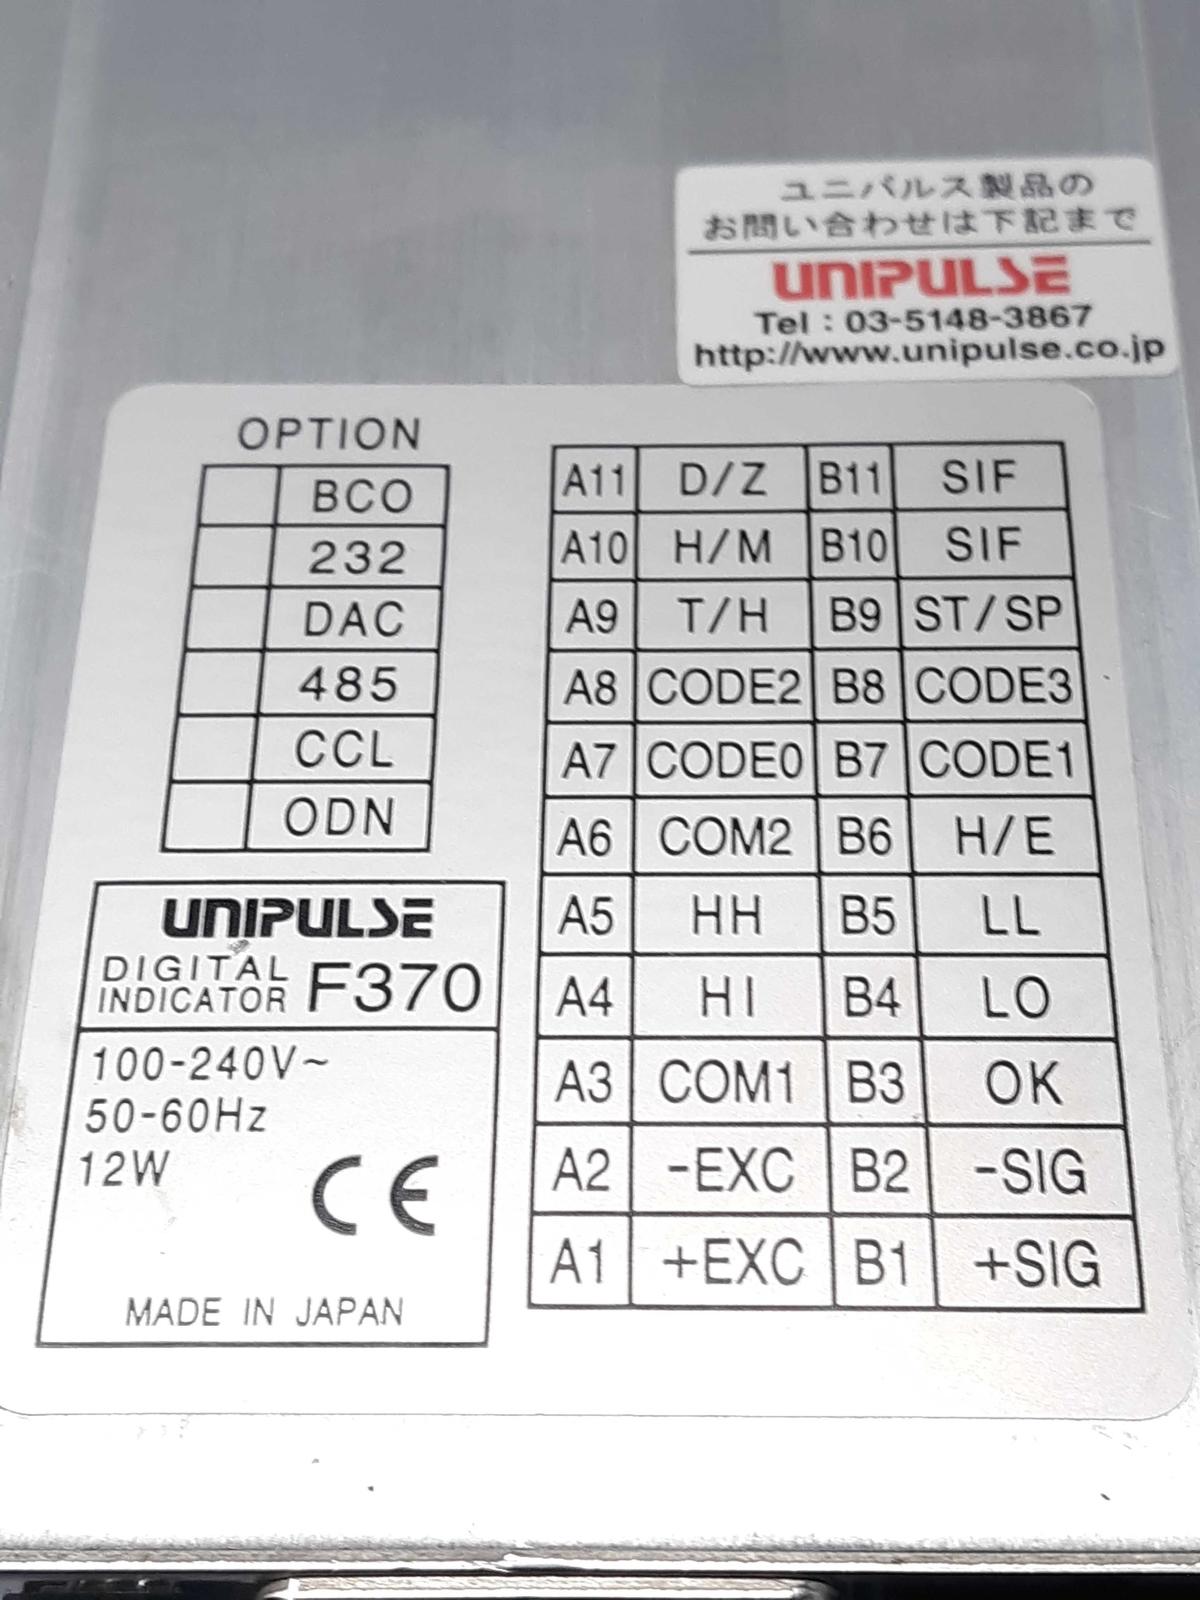 ユニパルス製品の
お問い合わせは下記まで
UNIPULSE
Tel : 03-5148-3867
http://www.unipulse.co.jp
OPTION
BCO
232
DAC
485
CCL
ODN
UNIPULSE
DIGITAL INDICATOR F370
100-240V~
50-60Hz
12W
CE
MADE IN JAPAN
A11 D/Z B11 SIF
A10 H/M B10 SIF
A9 T/H B9 ST/SP
A8 CODE2 B8 CODE3
A7 CODE0 B7 CODE1
A6 COM2 B6 H/E
A5 HH B5 LL
A4 HI B4 LO
A3 COM1 B3 OK
A2 -EXC B2 -SIG
A1 +EXC B1 +SIG